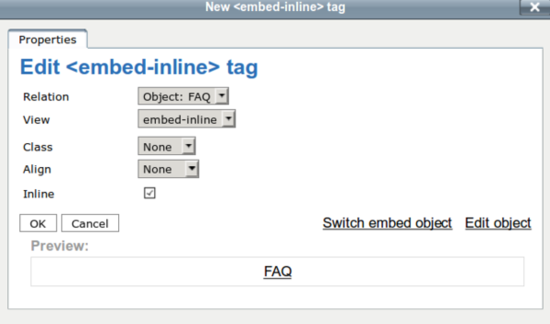 New <embed-inline> tag
Properties
Edit <embed-inline> tag
Relation Object: FAQ
View embed-inline
Class None
Align None
Inline
OK Cancel Switch embed object Edit object
Preview:
FAQ